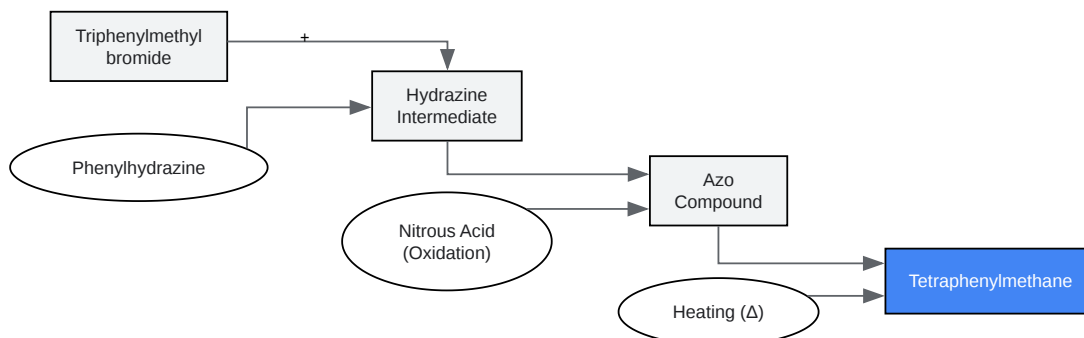 Triphenylmethyl
bromide
+
Hydrazine
Intermediate
Phenylhydrazine
Azo
Compound
Nitrous Acid
(Oxidation)
Tetraphenylmethane
Heating (Δ)